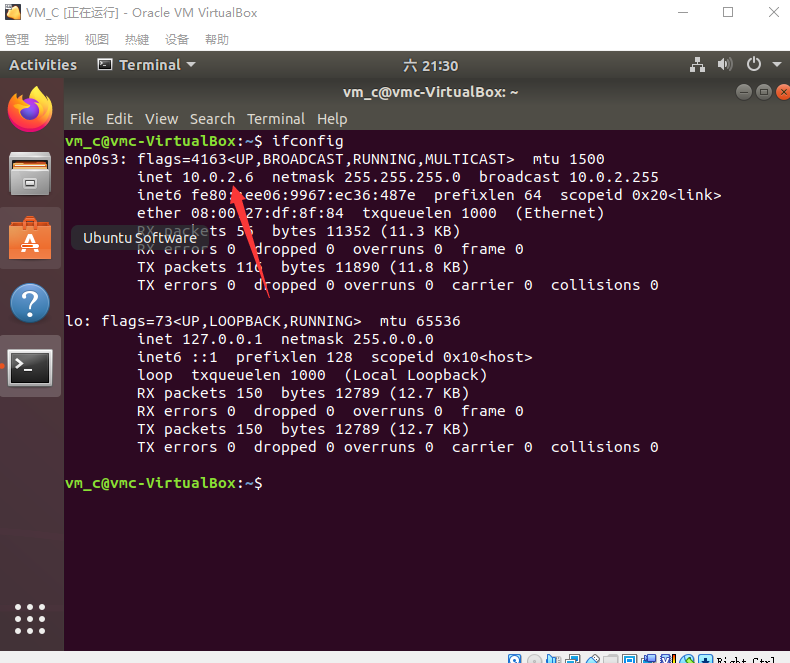 VM_C [正在运行] - Oracle VM VirtualBox
管理 控制 视图 热键 设备 帮助
Activities Terminal 六 21:30
vm_c@vmc-VirtualBox: ~
File Edit View Search Terminal Help
vm_c@vmc-VirtualBox:~$ ifconfig
enp0s3: flags=4163<UP,BROADCAST,RUNNING,MULTICAST> mtu 1500
inet 10.0.2.6 netmask 255.255.255.0 broadcast 10.0.2.255
inet6 fe80: ee06:9967:ec36:487e prefixlen 64 scopeid 0x20<link>
ether 08:00:27:df:8f:84 txqueuelen 1000 (Ethernet)
RX packets 55 bytes 11352 (11.3 KB)
Ubuntu Software
RX errors 0 dropped 0 overruns 0 frame 0
TX packets 116 bytes 11890 (11.8 KB)
TX errors 0 dropped 0 overruns 0 carrier 0 collisions 0
lo: flags=73<UP,LOOPBACK,RUNNING> mtu 65536
inet 127.0.0.1 netmask 255.0.0.0
inet6 ::1 prefixlen 128 scopeid 0x10<host>
loop txqueuelen 1000 (Local Loopback)
RX packets 150 bytes 12789 (12.7 KB)
RX errors 0 dropped 0 overruns 0 frame 0
TX packets 150 bytes 12789 (12.7 KB)
TX errors 0 dropped 0 overruns 0 carrier 0 collisions 0
vm_c@vmc-VirtualBox:~$
Right Ctrl